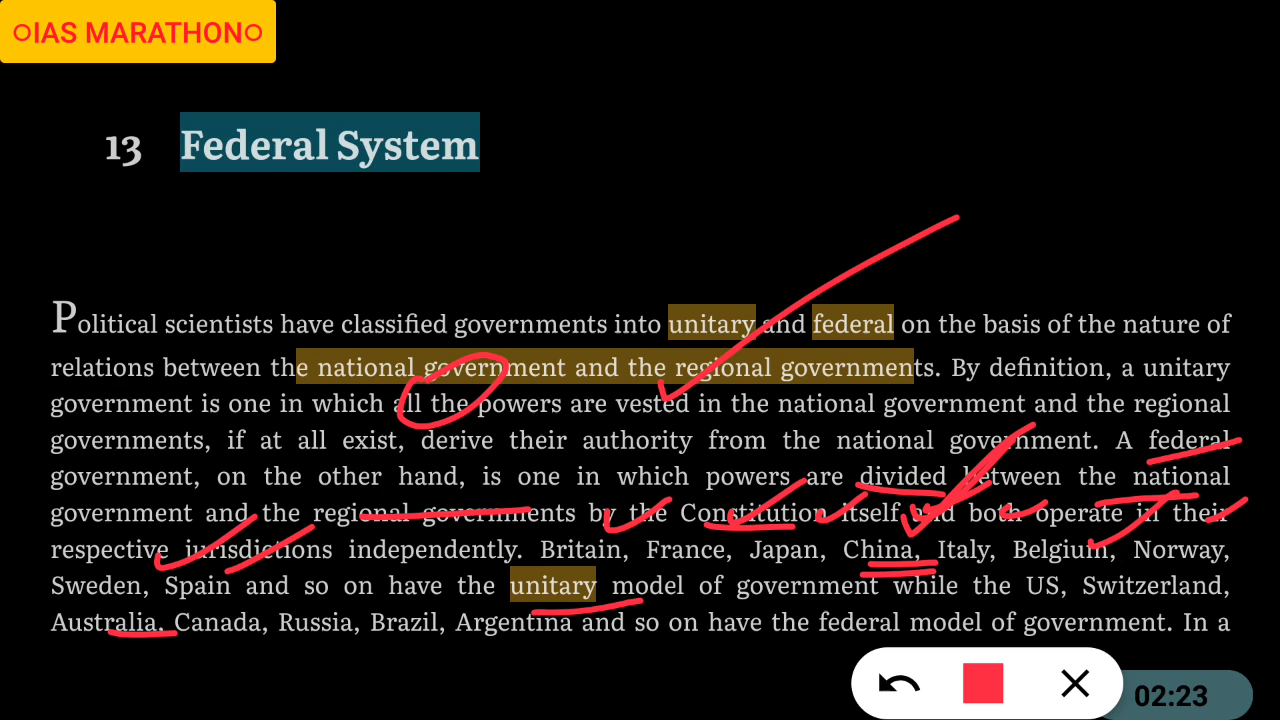 ○IAS MARATHON○
13 Federal System
Political scientists have classified governments into unitary and federal on the basis of the nature of
relations between the national government and the regional governments. By definition, a unitary
government is one in which all the powers are vested in the national government and the regional
governments, if at all exist, derive their authority from the national government. A federal
government, on the other hand, is one in which powers are divided between the national
government and the regional governments by the Constitution itself and both operate in their
respective jurisdictions independently. Britain, France, Japan, China, Italy, Belgium, Norway,
Sweden, Spain and so on have the unitary model of government while the US, Switzerland,
Australia, Canada, Russia, Brazil, Argentina and so on have the federal model of government. In a
02:23